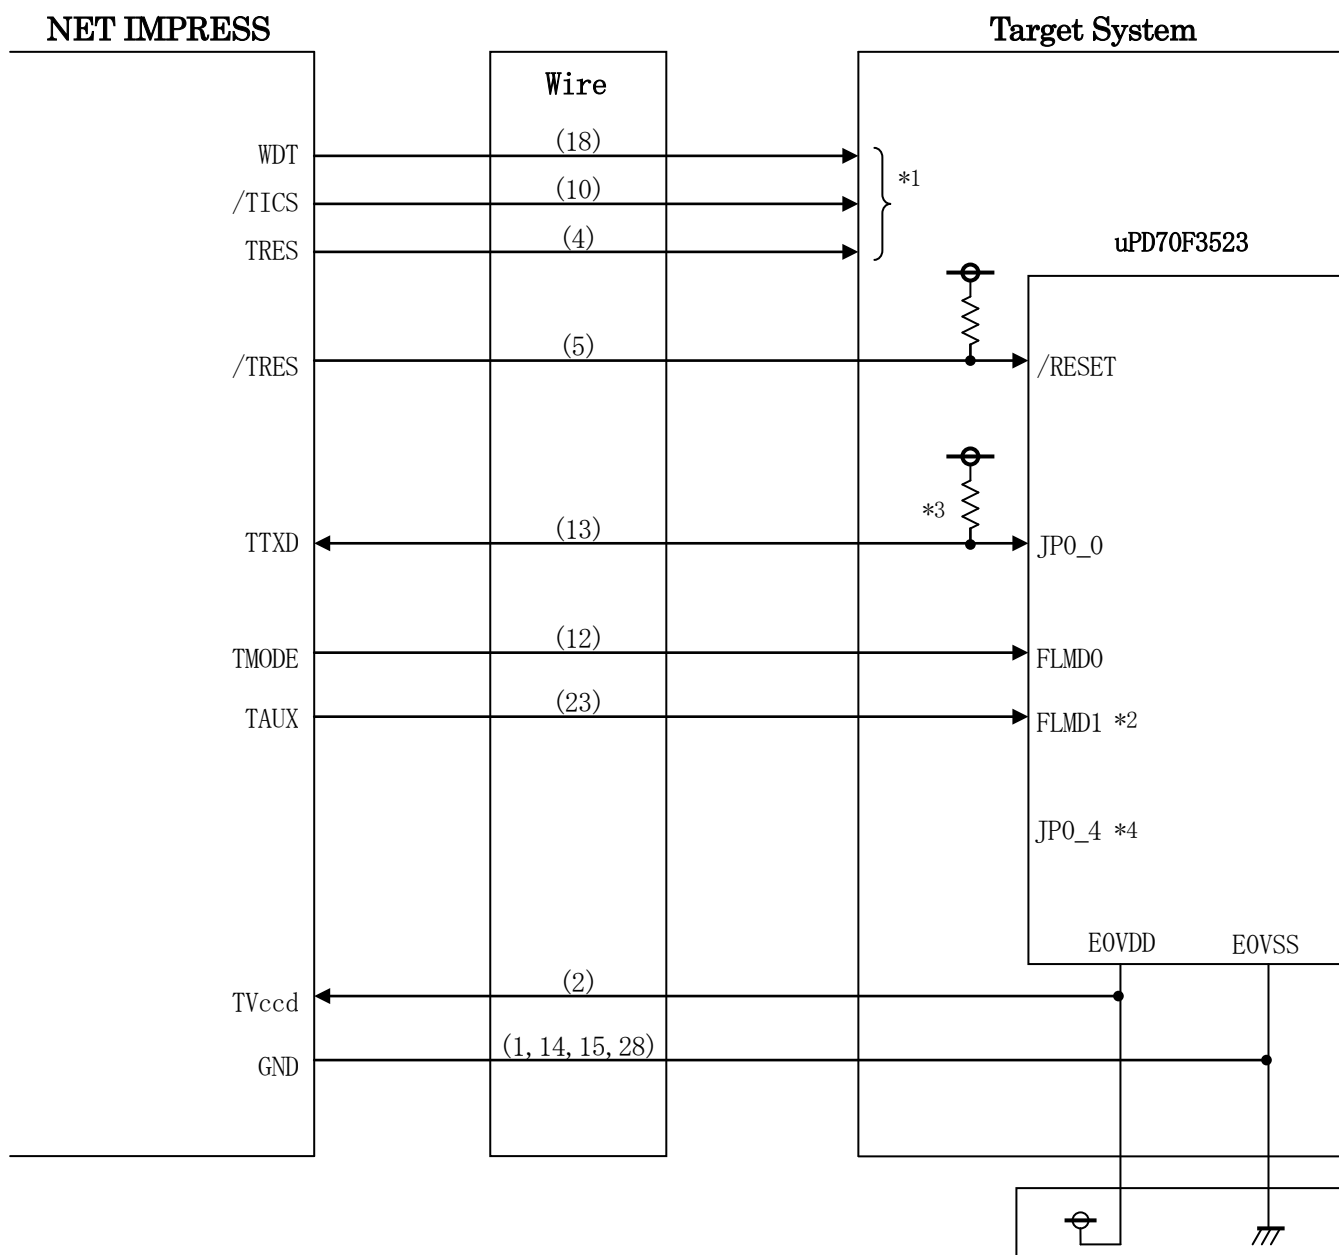 NET IMPRESS
Target System
Wire
WDT
(18)
/TICS
(10)
*1
TRES
(4)
uPD70F3523
/TRES
(5)
/RESET
*3
TTXD
(13)
JP0_0
TMODE
(12)
FLMD0
TAUX
(23)
FLMD1 *2
JP0_4 *4
E0VDD
E0VSS
TVccd
(2)
GND
(1,14,15,28)